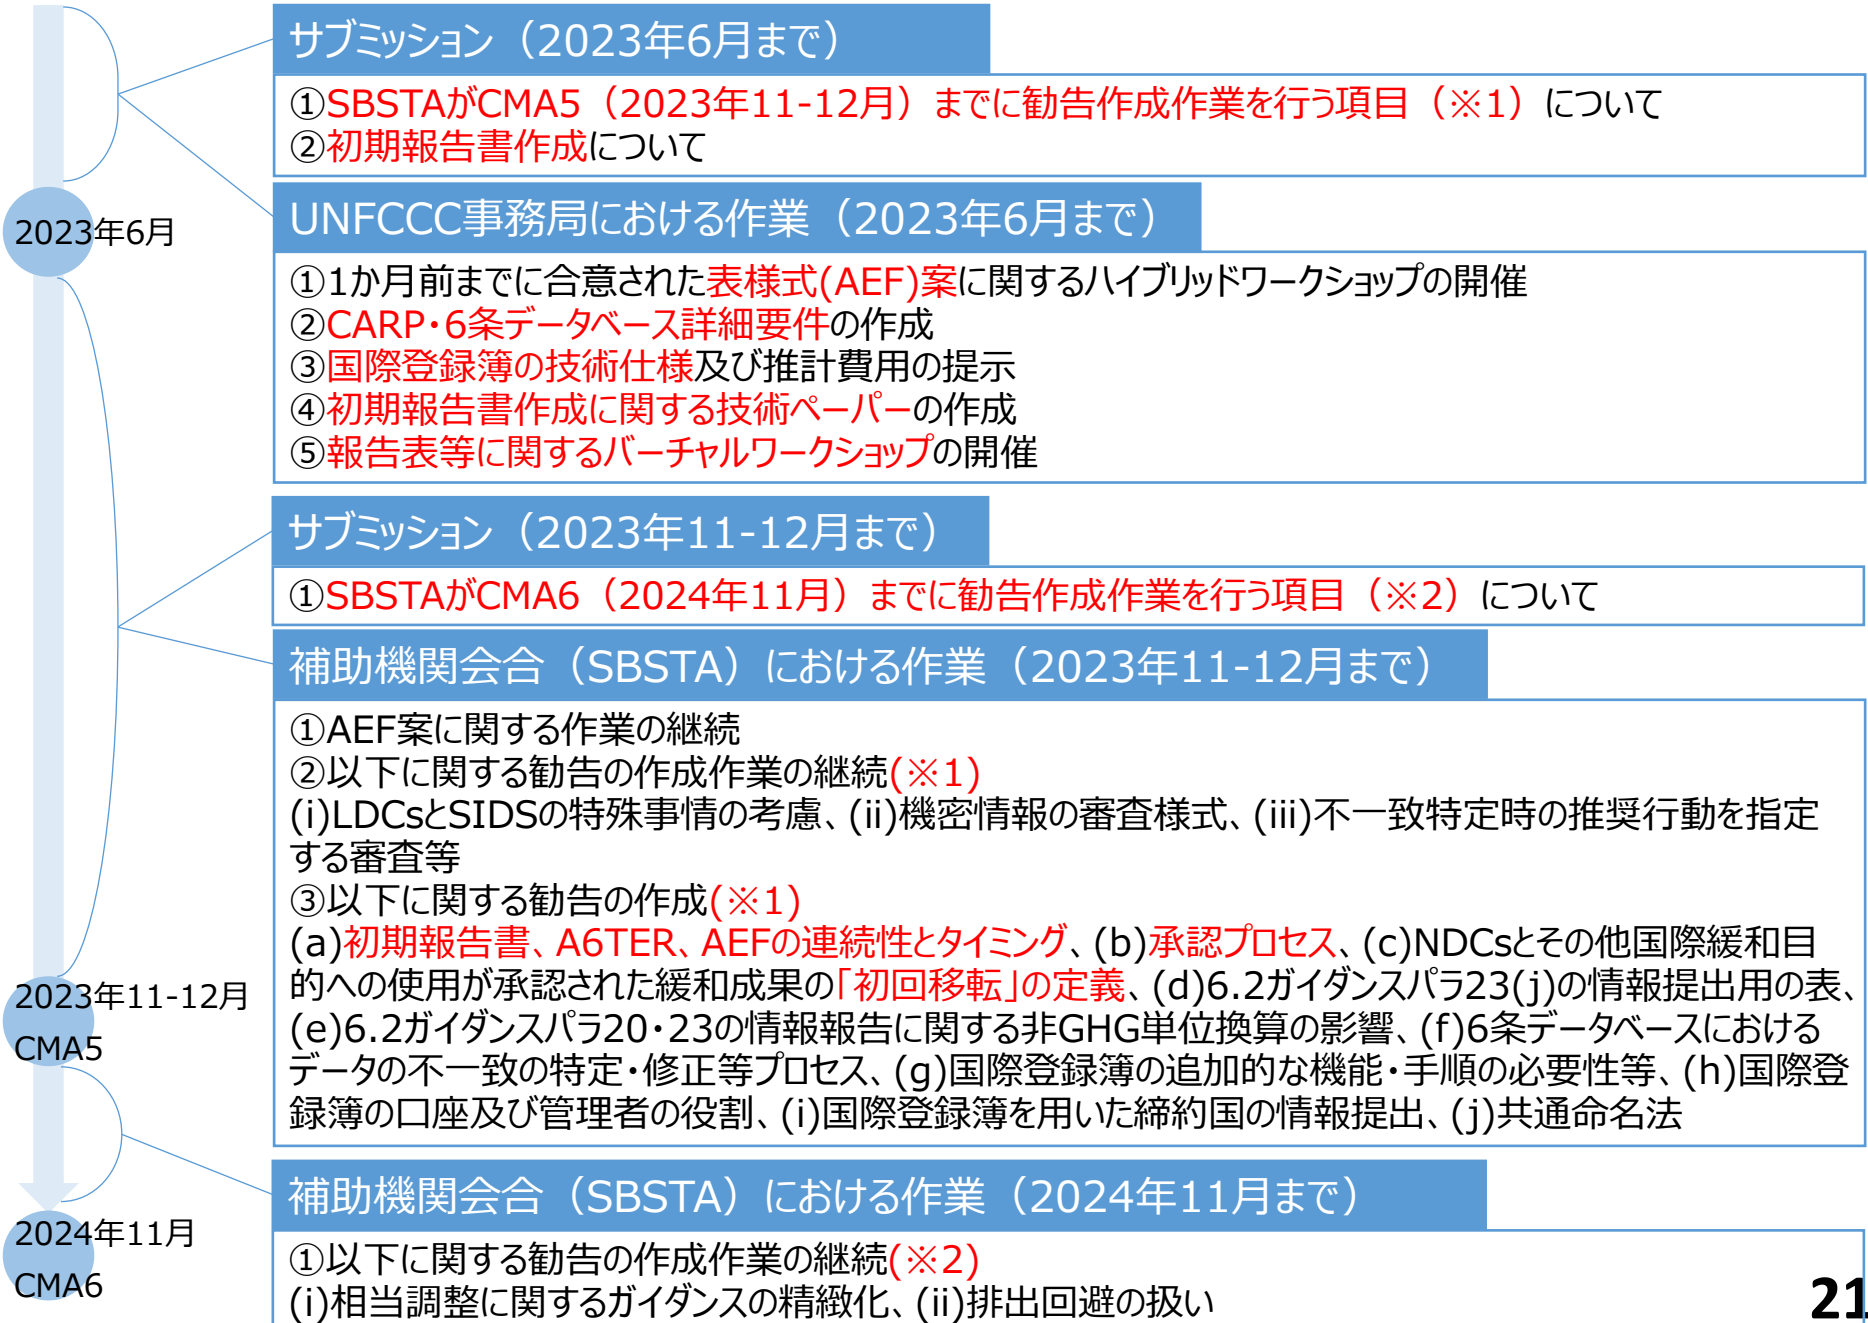 サブミッション（2023年6月まで）
①SBSTAがCMA5（2023年11-12月）までに勧告作成作業を行う項目（※1）について
②初期報告書作成について
2023年6月
UNFCCC事務局における作業（2023年6月まで）
①1か月前までに合意された表様式(AEF)案に関するハイブリッドワークショップの開催
②CARP・6条データベース詳細要件の作成
③国際登録簿の技術仕様及び推計費用の提示
④初期報告書作成に関する技術ペーパーの作成
⑤報告表等に関するバーチャルワークショップの開催
サブミッション（2023年11-12月まで）
①SBSTAがCMA6（2024年11月）までに勧告作成作業を行う項目（※2）について
補助機関会合（SBSTA）における作業（2023年11-12月まで）
①AEF案に関する作業の継続
②以下に関する勧告の作成作業の継続(※1)
(i)LDCsとSIDSの特殊事情の考慮、(ii)機密情報の審査様式、(iii)不一致特定時の推奨行動を指定
する審査等
③以下に関する勧告の作成(※1)
(a)初期報告書、A6TER、AEFの連続性とタイミング、(b)承認プロセス、(c)NDCsとその他国際緩和目
的への使用が承認された緩和成果の「初回移転」の定義、(d)6.2ガイダンスパラ23(j)の情報提出用の表、
(e)6.2ガイダンスパラ20・23の情報報告に関する非GHG単位換算の影響、(f)6条データベースにおける
データの不一致の特定・修正等プロセス、(g)国際登録簿の追加的な機能・手順の必要性等、(h)国際登
録簿の口座及び管理者の役割、(i)国際登録簿を用いた締約国の情報提出、(j)共通命名法
2023年11-12月
CMA5
補助機関会合（SBSTA）における作業（2024年11月まで）
①以下に関する勧告の作成作業の継続(※2)
(i)相当調整に関するガイダンスの精緻化、(ii)排出回避の扱い
2024年11月
CMA6
21